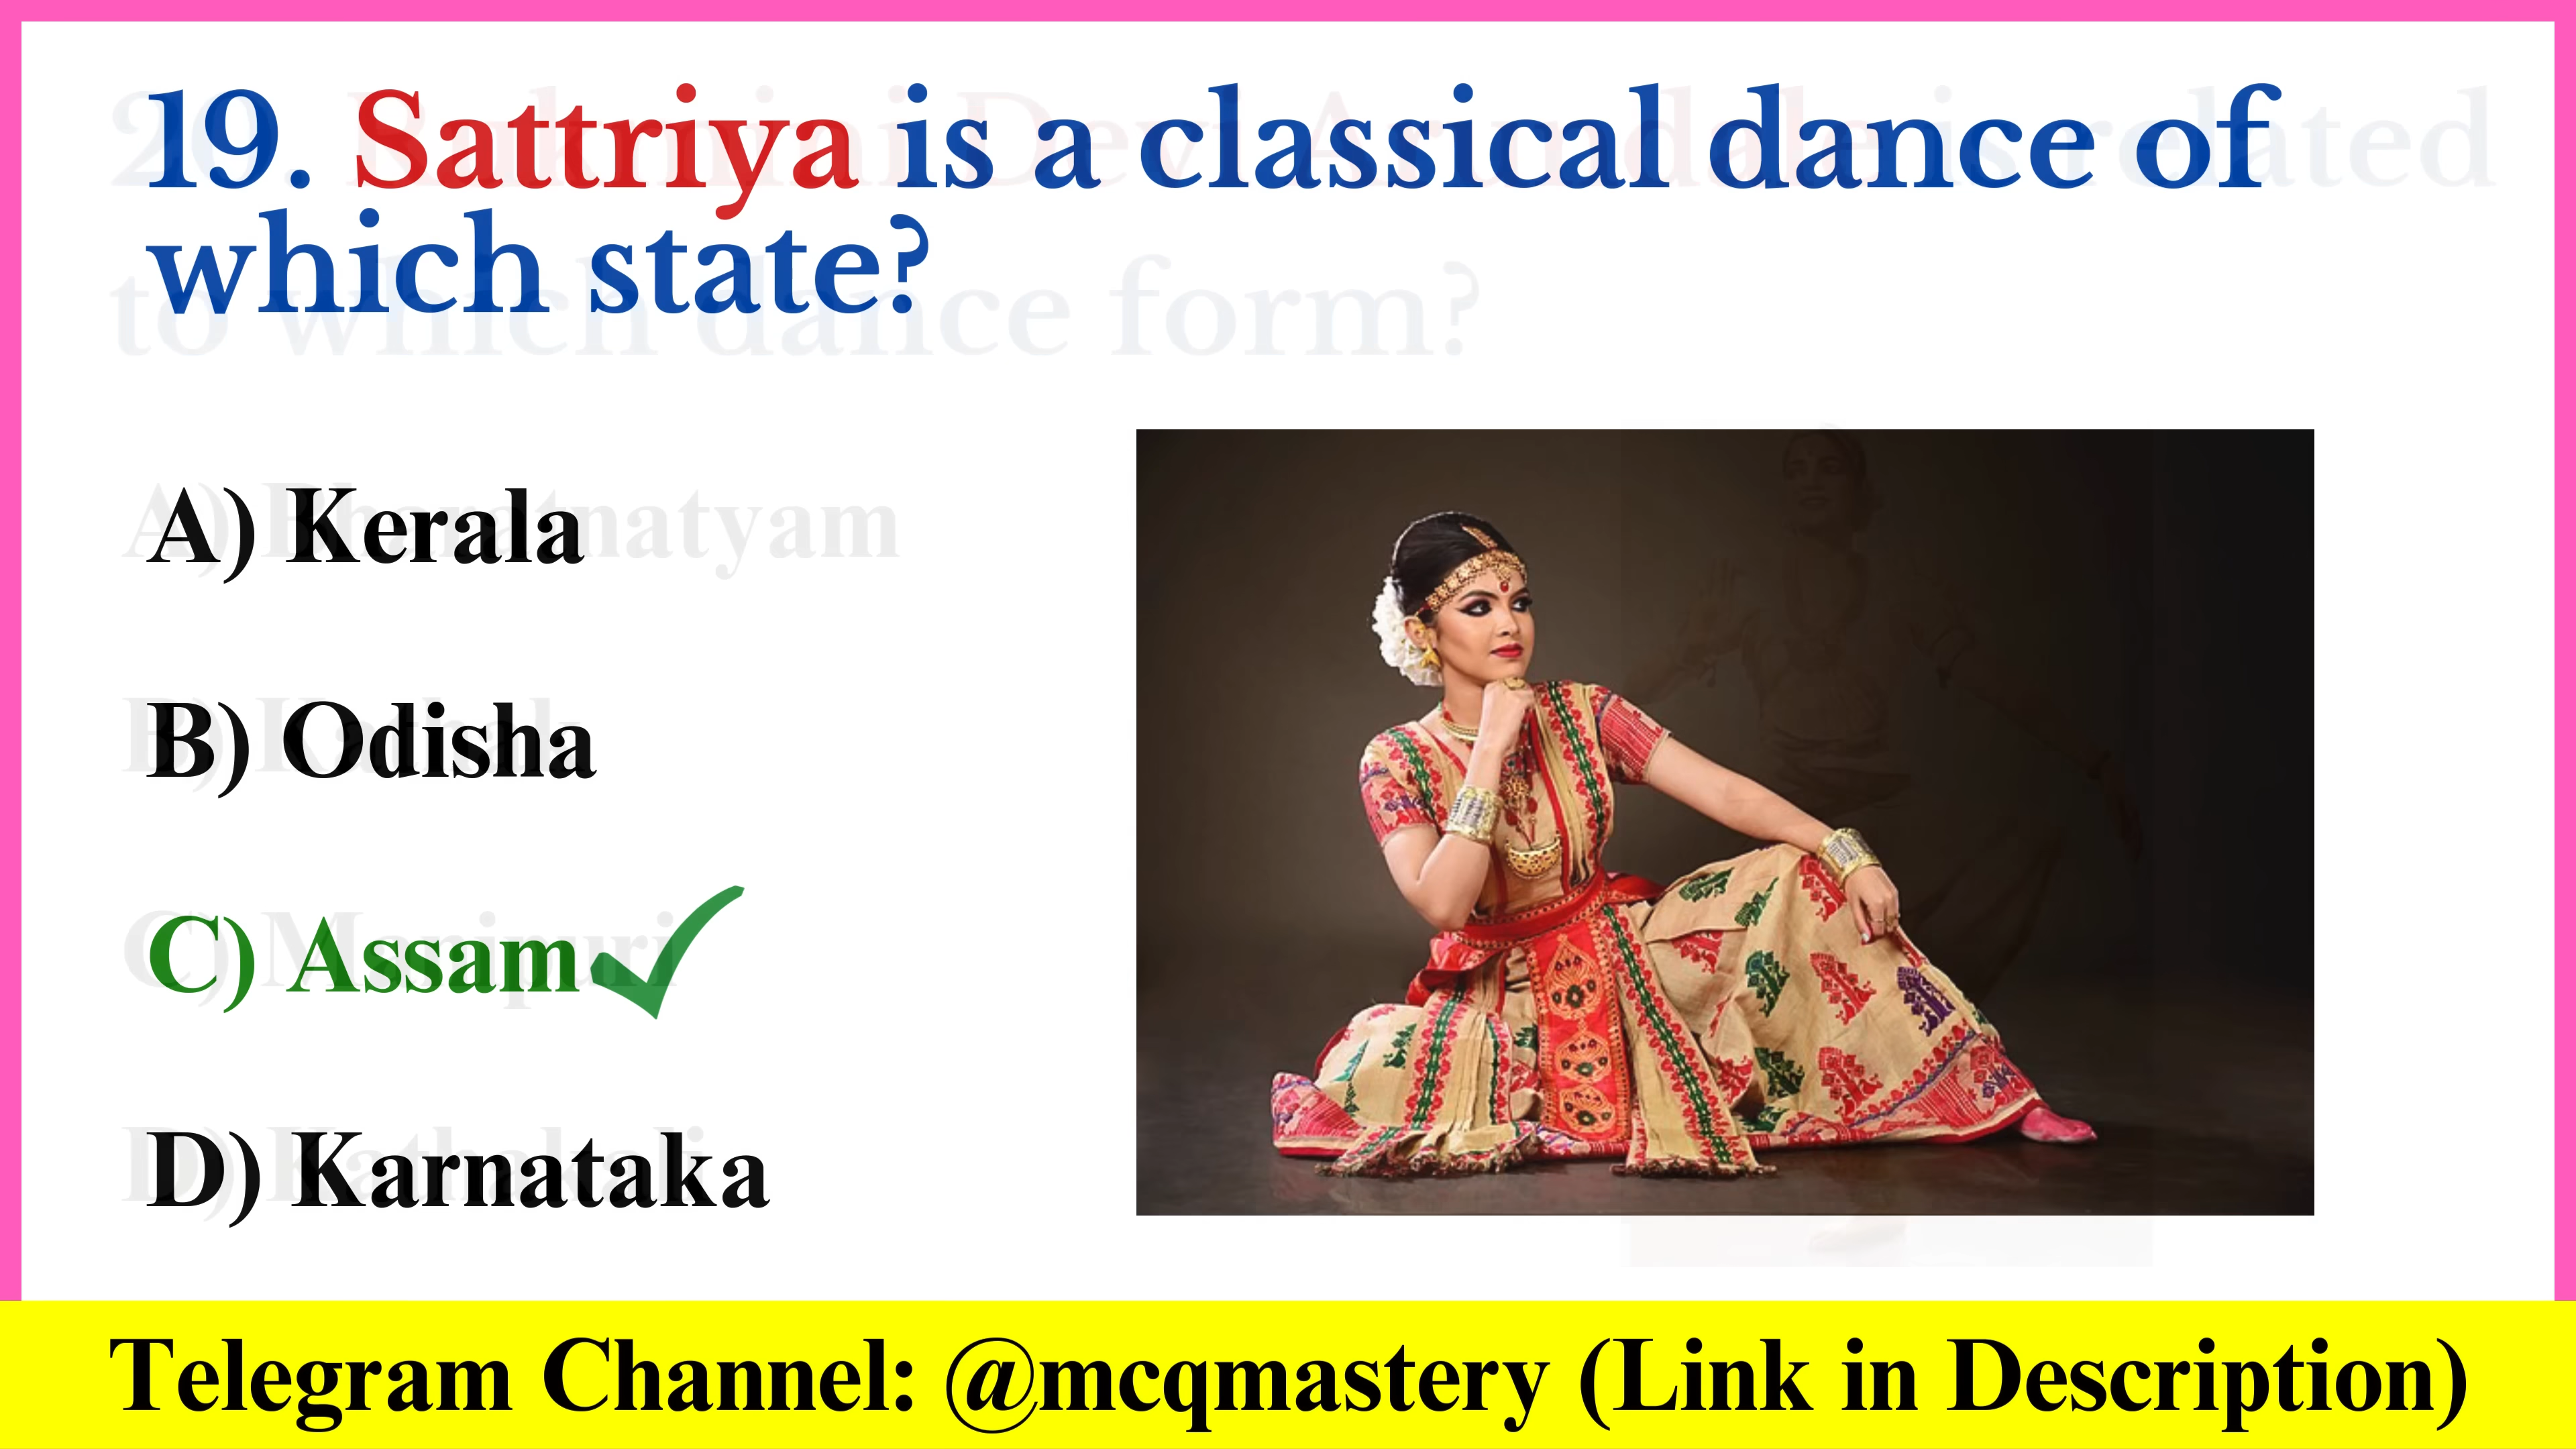 19. Sattriya is a classical dance of
which state?
A) Kerala
B) Odisha
C) Assam
D) Karnataka
Telegram Channel: @mcqmastery (Link in Description)